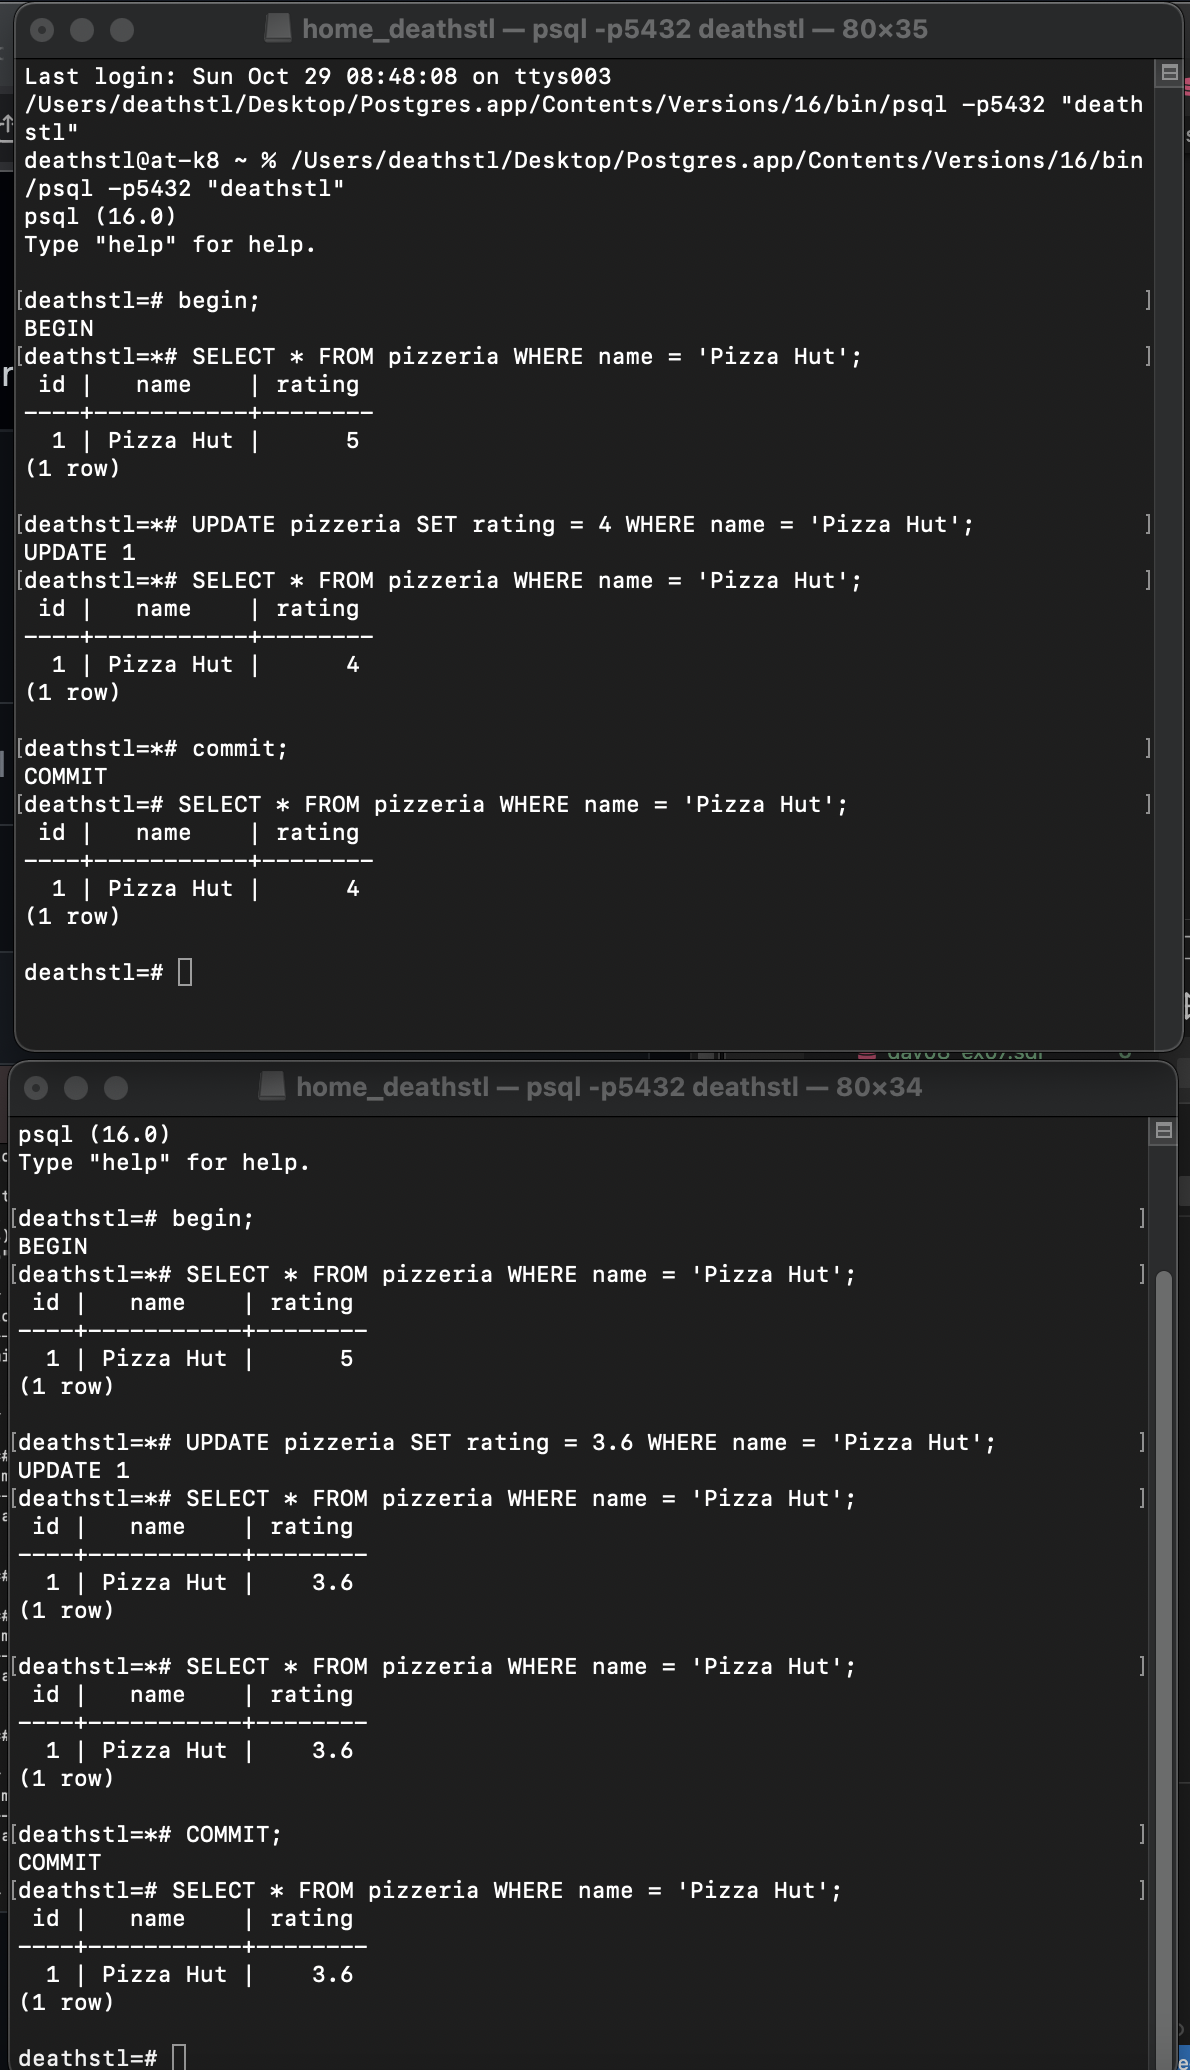 home_deathstl — psql -p5432 deathstl — 80×35
Last login: Sun Oct 29 08:48:08 on ttys003
/Users/deathstl/Desktop/Postgres.app/Contents/Versions/16/bin/psql -p5432 "death
stl"
deathstl@at-k8 ~ % /Users/deathstl/Desktop/Postgres.app/Contents/Versions/16/bin
/psql -p5432 "deathstl"
psql (16.0)
Type "help" for help.
[deathstl=# begin; ]
BEGIN
[deathstl=*# SELECT * FROM pizzeria WHERE name = 'Pizza Hut'; ]
 id |   name    | rating
----+-----------+--------
  1 | Pizza Hut |      5
(1 row)
[deathstl=*# UPDATE pizzeria SET rating = 4 WHERE name = 'Pizza Hut'; ]
UPDATE 1
[deathstl=*# SELECT * FROM pizzeria WHERE name = 'Pizza Hut'; ]
 id |   name    | rating
----+-----------+--------
  1 | Pizza Hut |      4
(1 row)
[deathstl=*# commit; ]
COMMIT
[deathstl=# SELECT * FROM pizzeria WHERE name = 'Pizza Hut'; ]
 id |   name    | rating
----+-----------+--------
  1 | Pizza Hut |      4
(1 row)
deathstl=#
home_deathstl — psql -p5432 deathstl — 80×34
psql (16.0)
Type "help" for help.
[deathstl=# begin; ]
BEGIN
[deathstl=*# SELECT * FROM pizzeria WHERE name = 'Pizza Hut'; ]
 id |   name    | rating
----+-----------+--------
  1 | Pizza Hut |      5
(1 row)
[deathstl=*# UPDATE pizzeria SET rating = 3.6 WHERE name = 'Pizza Hut'; ]
UPDATE 1
[deathstl=*# SELECT * FROM pizzeria WHERE name = 'Pizza Hut'; ]
 id |   name    | rating
----+-----------+--------
  1 | Pizza Hut |    3.6
(1 row)
[deathstl=*# SELECT * FROM pizzeria WHERE name = 'Pizza Hut'; ]
 id |   name    | rating
----+-----------+--------
  1 | Pizza Hut |    3.6
(1 row)
[deathstl=*# COMMIT; ]
COMMIT
[deathstl=# SELECT * FROM pizzeria WHERE name = 'Pizza Hut'; ]
 id |   name    | rating
----+-----------+--------
  1 | Pizza Hut |    3.6
(1 row)
deathstl=#